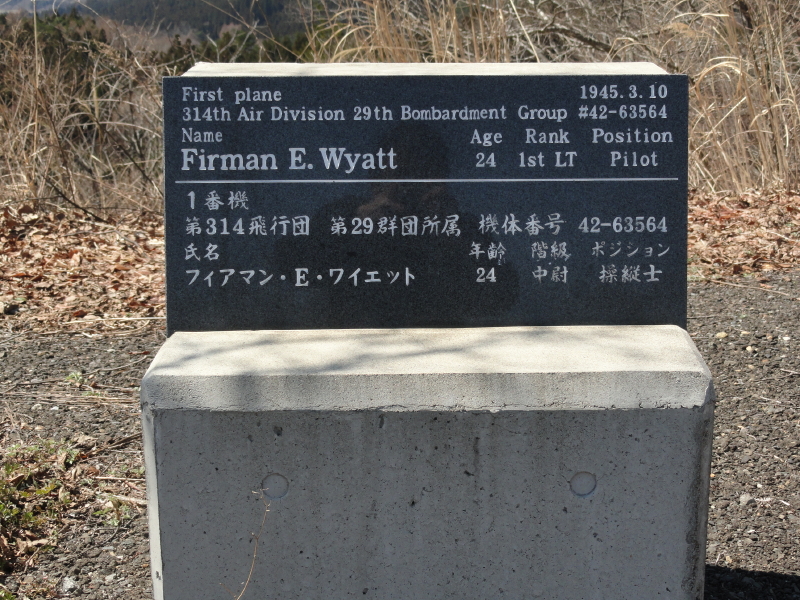 First plane 1945.3.10
314th Air Division 29th Bombardment Group #42-63564
Name Age Rank Position
Firman E. Wyatt 24 1st LT Pilot
1番機
第314飛行団 第29群団所属 機体番号 42-63564
氏名 年齢 階級 ポジション
フィアマン・E・ワイエット 24 中尉 操縦士